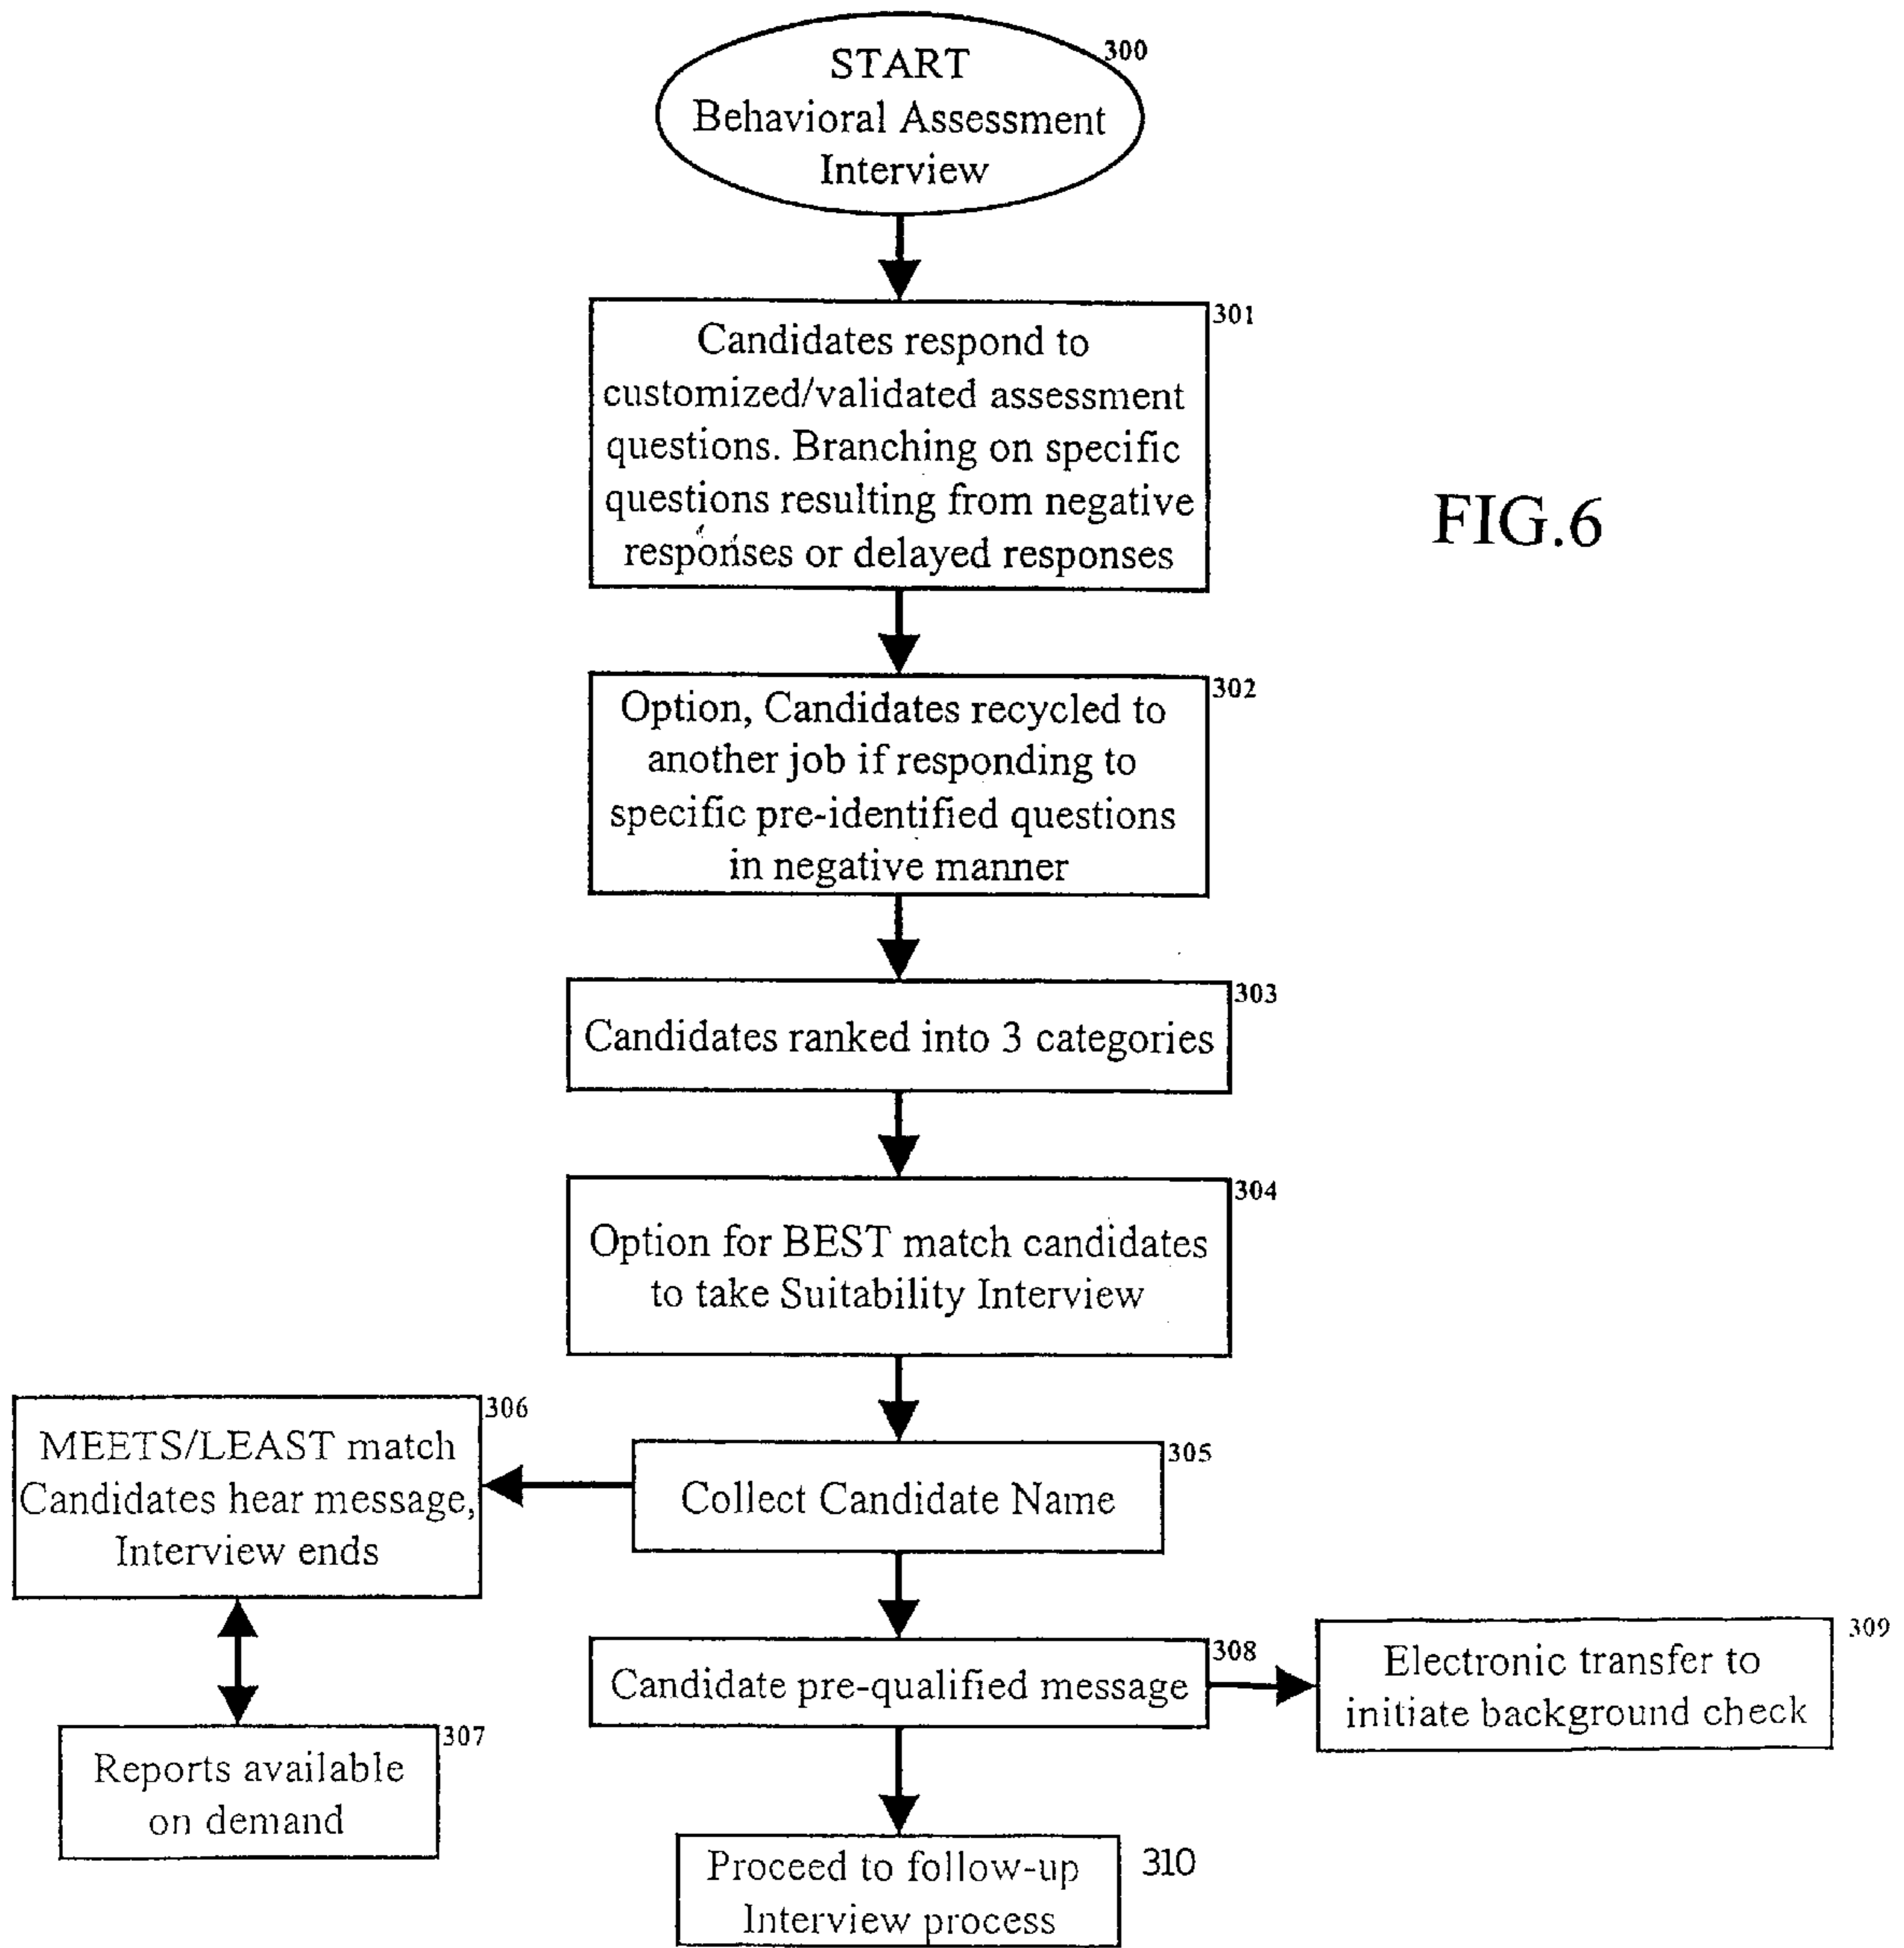 300
START
Behavioral Assessment
Interview
301
Candidates respond to
customized/validated assessment
questions. Branching on specific
questions resulting from negative
responses or delayed responses
FIG.6
302
Option, Candidates recycled to
another job if responding to
specific pre-identified questions
in negative manner
303
Candidates ranked into 3 categories
304
Option for BEST match candidates
to take Suitability Interview
305
Collect Candidate Name
306
MEETS/LEAST match
Candidates hear message,
Interview ends
307
Reports available
on demand
308
Candidate pre-qualified message
309
Electronic transfer to
initiate background check
310
Proceed to follow-up
Interview process